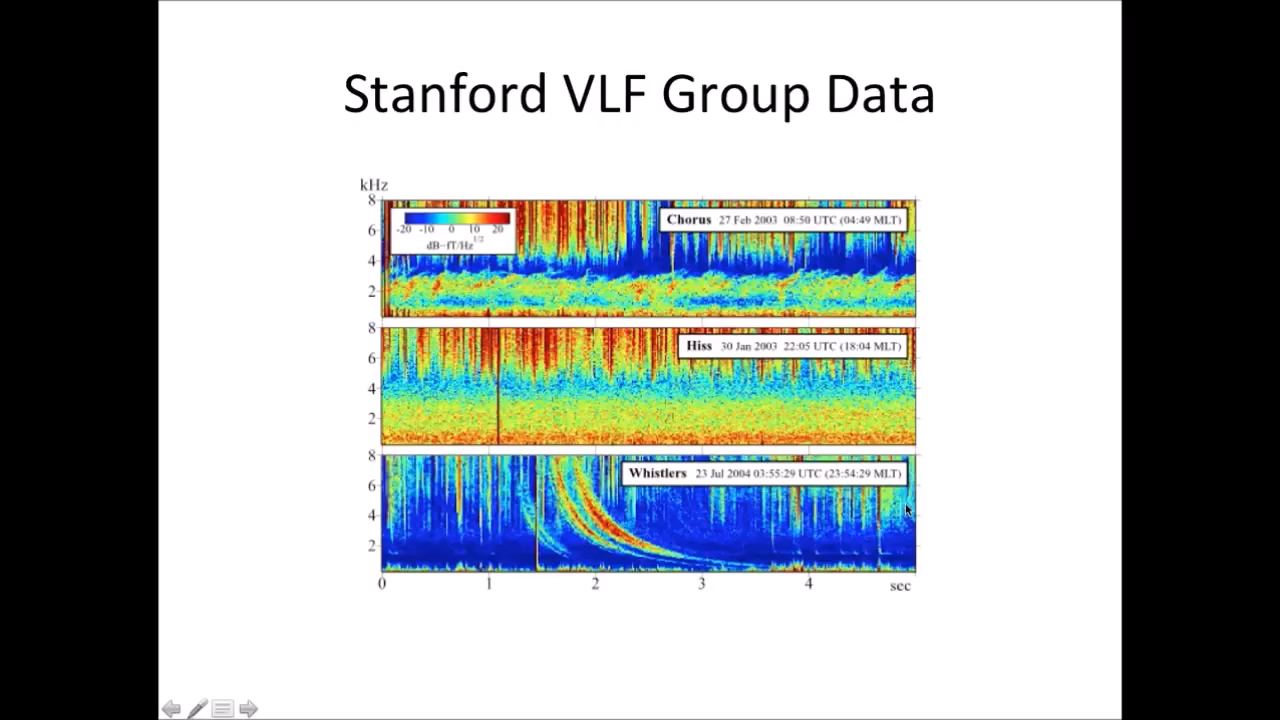 Stanford VLF Group Data
kHz
8
6
4
2
-20 -10 0 10 20
dB−fT/Hz^1/2
Chorus 27 Feb 2003 08:50 UTC (04:49 MLT)
8
6
4
2
Hiss 30 Jan 2003 22:05 UTC (18:04 MLT)
8
6
4
2
Whistlers 23 Jul 2004 03:55:29 UTC (23:54:29 MLT)
0 1 2 3 4 sec